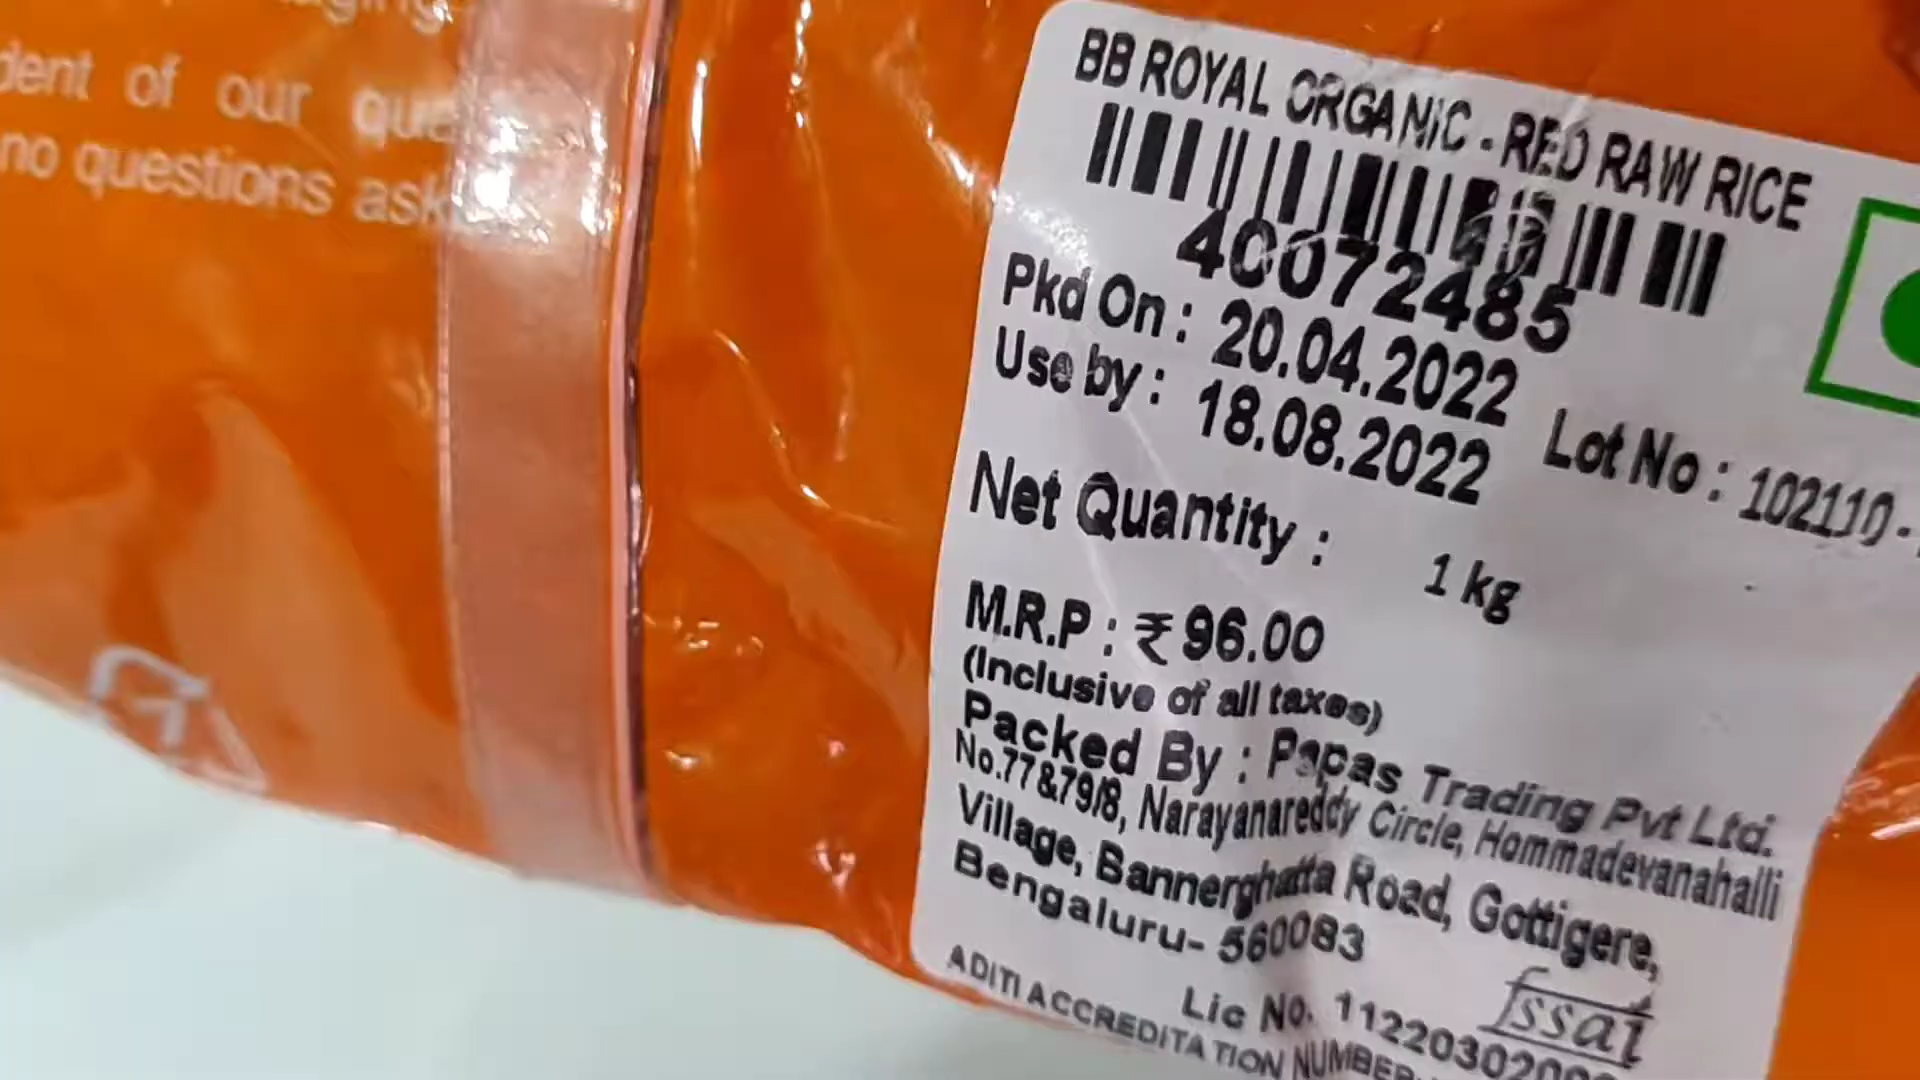 of our
no questions
BB ROYAL ORGANIC - RED RAW RICE
40072485
Pkd On : 20.04.2022
Use by : 18.08.2022
Lot No : 102110-
Net Quantity : 1 kg
M.R.P : ₹ 96.00
(Inclusive of all taxes)
Packed By : Papas Trading Pvt Ltd.
No.77&79/8, Narayanareddy Circle, Hommadevanahalli
Village, Bannerghatta Road, Gottigere,
Bengaluru- 560083
fssai
Lic No. 1122030200
ADITI ACCREDITATION NUMBER